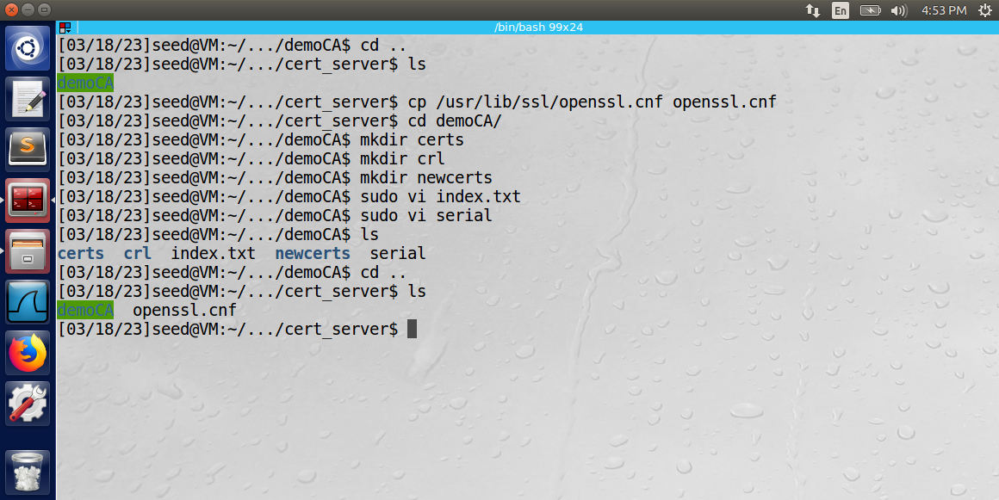 En 4:53 PM
/bin/bash 99x24
[03/18/23]seed@VM:~/.../demoCA$ cd ..
[03/18/23]seed@VM:~/.../cert_server$ ls
demoCA
[03/18/23]seed@VM:~/.../cert_server$ cp /usr/lib/ssl/openssl.cnf openssl.cnf
[03/18/23]seed@VM:~/.../cert_server$ cd demoCA/
[03/18/23]seed@VM:~/.../demoCA$ mkdir certs
[03/18/23]seed@VM:~/.../demoCA$ mkdir crl
[03/18/23]seed@VM:~/.../demoCA$ mkdir newcerts
[03/18/23]seed@VM:~/.../demoCA$ sudo vi index.txt
[03/18/23]seed@VM:~/.../demoCA$ sudo vi serial
[03/18/23]seed@VM:~/.../demoCA$ ls
certs  crl  index.txt  newcerts  serial
[03/18/23]seed@VM:~/.../demoCA$ cd ..
[03/18/23]seed@VM:~/.../cert_server$ ls
demoCA  openssl.cnf
[03/18/23]seed@VM:~/.../cert_server$